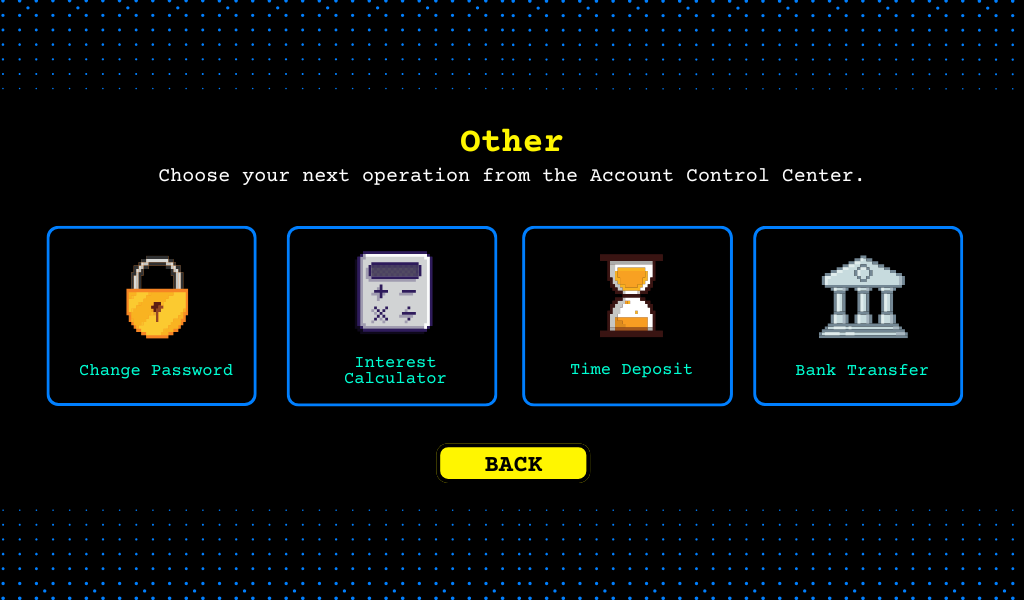 Other
Choose your next operation from the Account Control Center.
Change Password
Interest
Calculator
Time Deposit
Bank Transfer
BACK